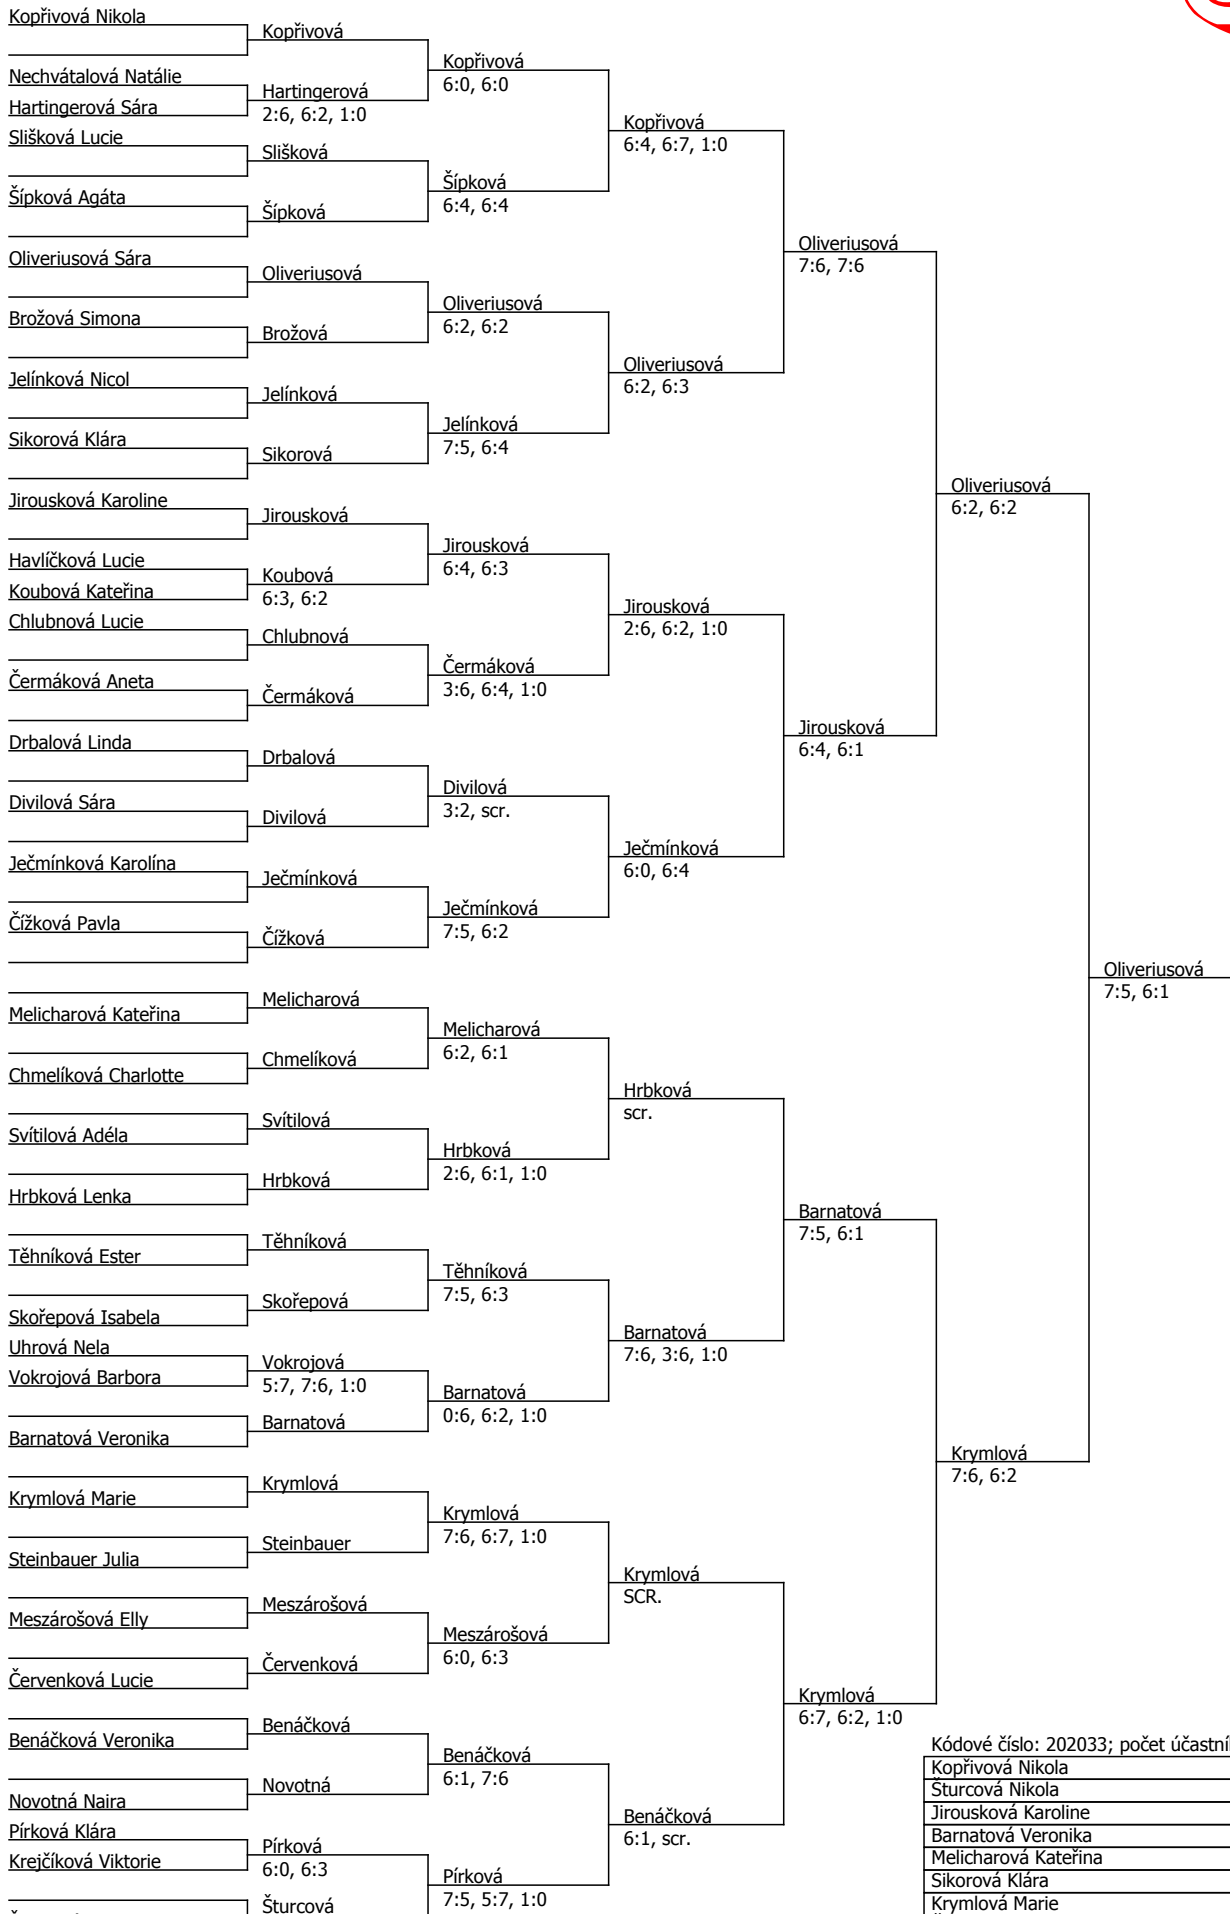 Kopřivová Nikola
Nechvátalová Natálie
Hartingerová Sára
Slišková Lucie
Šípková Agáta
Oliveriusová Sára
Brožová Simona
Jelínková Nicol
Sikorová Klára
Jirousková Karoline
Havlíčková Lucie
Koubová Kateřina
Chlubnová Lucie
Čermáková Aneta
Drbalová Linda
Divilová Sára
Ječmínková Karolína
Čížková Pavla
Melicharová Kateřina
Chmelíková Charlotte
Svítilová Adéla
Hrbková Lenka
Těhníková Ester
Skořepová Isabela
Uhrová Nela
Vokrojová Barbora
Barnatová Veronika
Krymlová Marie
Steinbauer Julia
Meszárošová Elly
Červenková Lucie
Benáčková Veronika
Novotná Naira
Pírková Klára
Krejčíková Viktorie
Kopřivová
Hartingerová
2:6, 6:2, 1:0
Slišková
Šípková
Oliveriusová
Brožová
Jelínková
Sikorová
Jirousková
Koubová
6:3, 6:2
Chlubnová
Čermáková
Drbalová
Divilová
Ječmínková
Čížková
Melicharová
Chmelíková
Svítilová
Hrbková
Těhníková
Skořepová
Vokrojová
5:7, 7:6, 1:0
Barnatová
Krymlová
Steinbauer
Meszárošová
Červenková
Benáčková
Novotná
Pírková
6:0, 6:3
Šturcová
Kopřivová
6:0, 6:0
Šípková
6:4, 6:4
Oliveriusová
6:2, 6:2
Jelínková
7:5, 6:4
Jirousková
6:4, 6:3
Čermáková
3:6, 6:4, 1:0
Divilová
3:2, scr.
Ječmínková
7:5, 6:2
Melicharová
6:2, 6:1
Hrbková
2:6, 6:1, 1:0
Těhníková
7:5, 6:3
Barnatová
0:6, 6:2, 1:0
Krymlová
7:6, 6:7, 1:0
Meszárošová
6:0, 6:3
Benáčková
6:1, 7:6
Pírková
7:5, 5:7, 1:0
Kopřivová
6:4, 6:7, 1:0
Oliveriusová
6:2, 6:3
Jirousková
2:6, 6:2, 1:0
Ječmínková
6:0, 6:4
Hrbková
scr.
Barnatová
7:6, 3:6, 1:0
Krymlová
SCR.
Benáčková
6:1, scr.
Oliveriusová
7:6, 7:6
Jirousková
6:4, 6:1
Barnatová
7:5, 6:1
Krymlová
6:7, 6:2, 1:0
Oliveriusová
6:2, 6:2
Krymlová
7:6, 6:2
Oliveriusová
7:5, 6:1
Kódové číslo: 202033; počet účastní
Kopřivová Nikola
Šturcová Nikola
Jirousková Karoline
Barnatová Veronika
Melicharová Kateřina
Sikorová Klára
Krymlová Marie